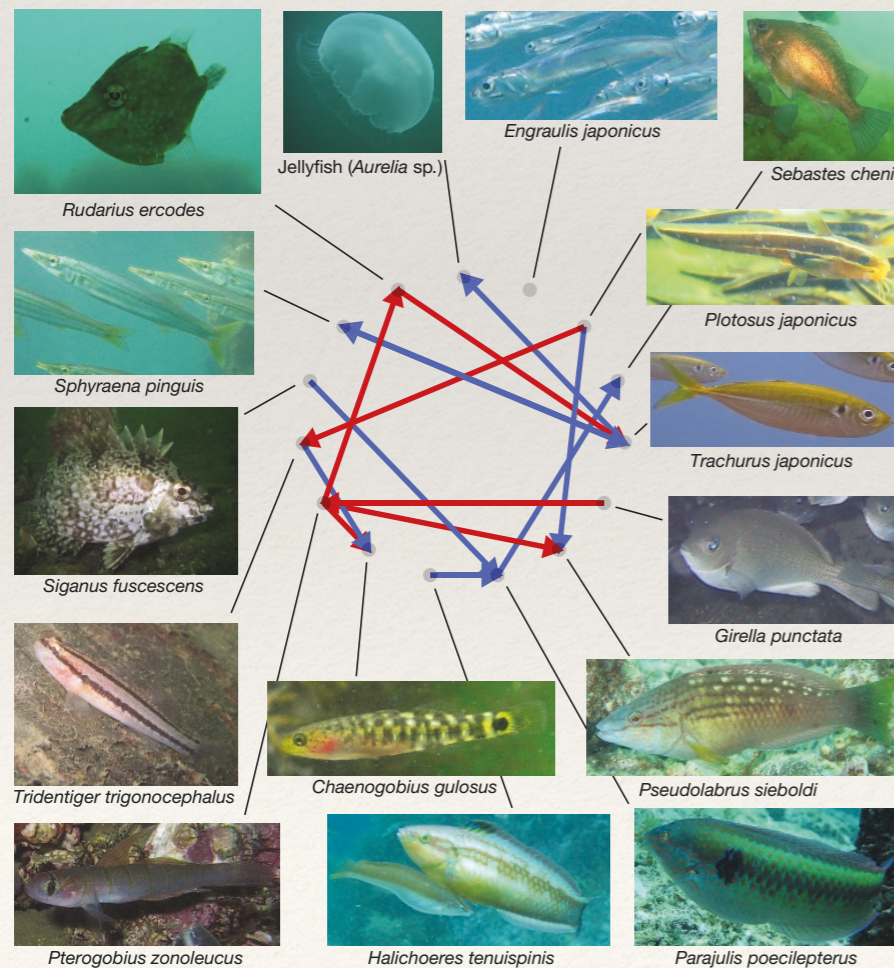 Engraulis japonicus
Jellyfish (Aurelia sp.)
Sebastes cheni
Rudarius ercodes
Plotosus japonicus
Sphyraena pinguis
Trachurus japonicus
Siganus fuscescens
Girella punctata
Chaenogobius gulosus
Pseudolabrus sieboldi
Tridentiger trigonocephalus
Pterogobius zonoleucus
Halichoeres tenuispinis
Parajulis poecilepterus